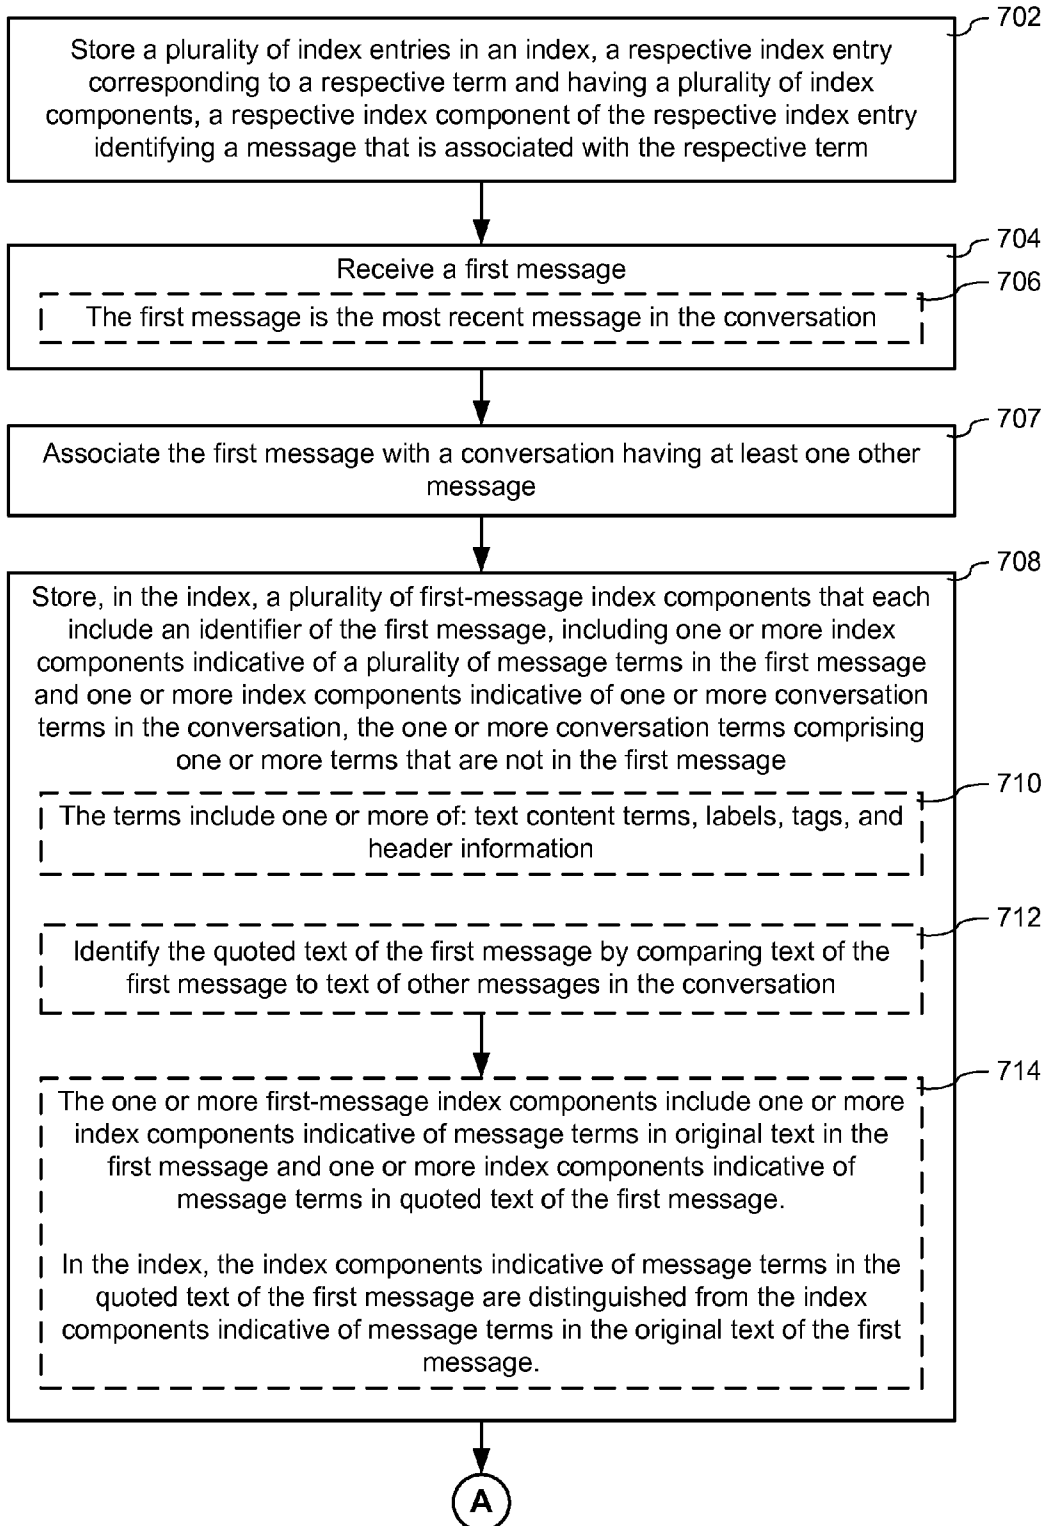 702
Store a plurality of index entries in an index, a respective index entry
corresponding to a respective term and having a plurality of index
components, a respective index component of the respective index entry
identifying a message that is associated with the respective term
704
Receive a first message
706
The first message is the most recent message in the conversation
707
Associate the first message with a conversation having at least one other
message
708
Store, in the index, a plurality of first-message index components that each
include an identifier of the first message, including one or more index
components indicative of a plurality of message terms in the first message
and one or more index components indicative of one or more conversation
terms in the conversation, the one or more conversation terms comprising
one or more terms that are not in the first message
710
The terms include one or more of: text content terms, labels, tags, and
header information
712
Identify the quoted text of the first message by comparing text of the
first message to text of other messages in the conversation
714
The one or more first-message index components include one or more
index components indicative of message terms in original text in the
first message and one or more index components indicative of
message terms in quoted text of the first message.
In the index, the index components indicative of message terms in the
quoted text of the first message are distinguished from the index
components indicative of message terms in the original text of the first
message.
A